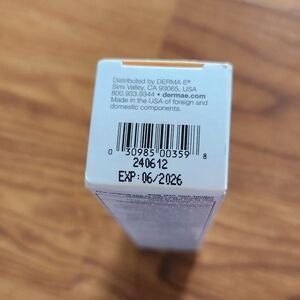 Distributed by DERMA E®
Simi Valley, CA 93065, USA
800.933.9344 • dermae.com
Made in the USA of foreign and
domestic components.
0 30985 00359 8
240612
EXP:06/2026